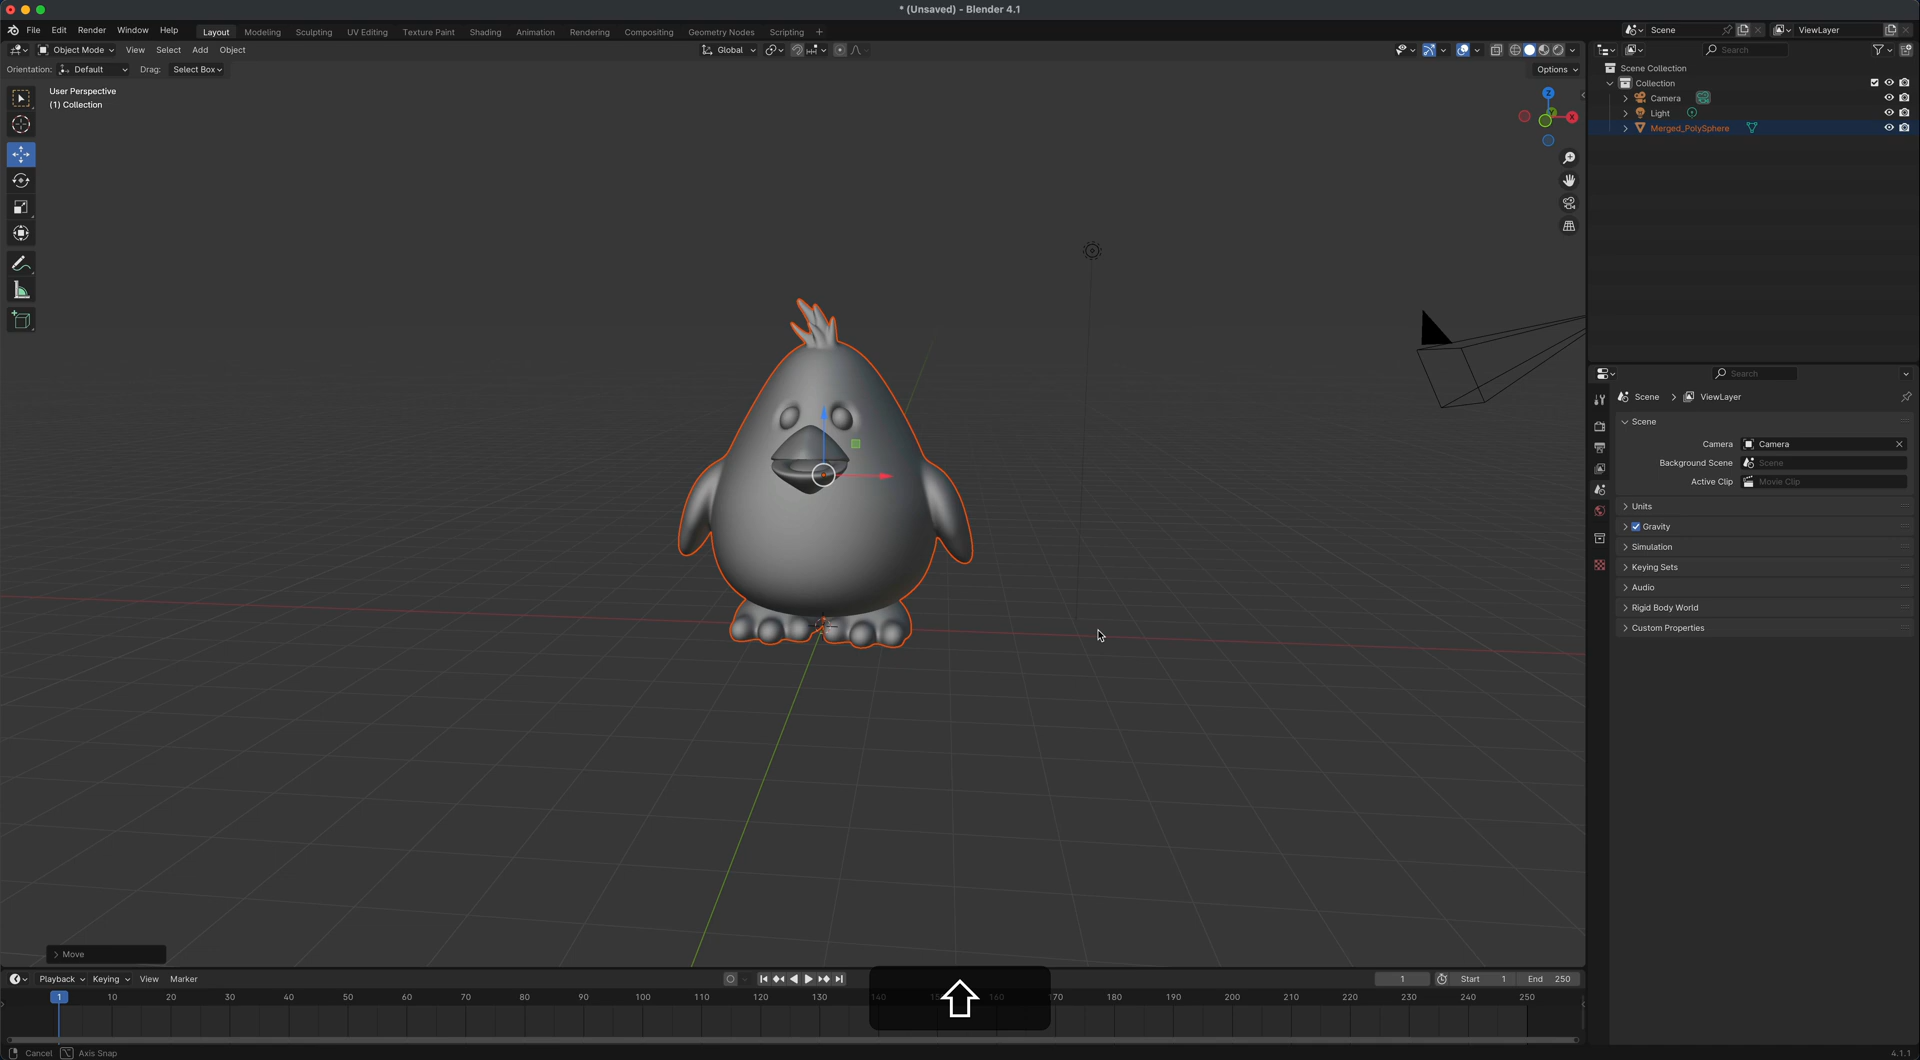 * (Unsaved) - Blender 4.1
File Edit Render Window Help Layout Modeling Sculpting UV Editing Texture Paint Shading Animation Rendering Compositing Geometry Nodes Scripting + Scene ViewLayer
Object Mode View Select Add Object Global Search
Orientation: Default Drag: Select Box Options
User Perspective
(1) Collection
Z
X
Scene Collection
Collection
Camera
Light
Merged_PolySphere
Search
Scene > ViewLayer
Scene
Camera Camera
Background Scene Scene
Active Clip Movie Clip
Units
Gravity
Simulation
Keying Sets
Audio
Rigid Body World
Custom Properties
Move
Playback Keying View Marker 1 Start 1 End 250
1 10 20 30 40 50 60 70 80 90 100 110 120 130 140 160 170 180 190 200 210 220 230 240 250
Cancel Axis Snap 4.1.1